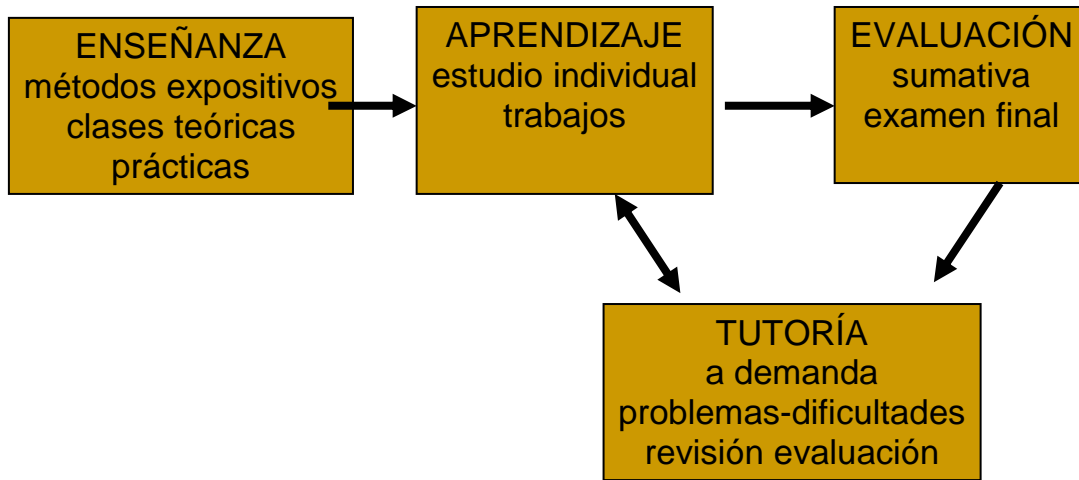 ENSEÑANZA
métodos expositivos
clases teóricas
prácticas
APRENDIZAJE
estudio individual
trabajos
EVALUACIÓN
sumativa
examen final
TUTORÍA
a demanda
problemas-dificultades
revisión evaluación